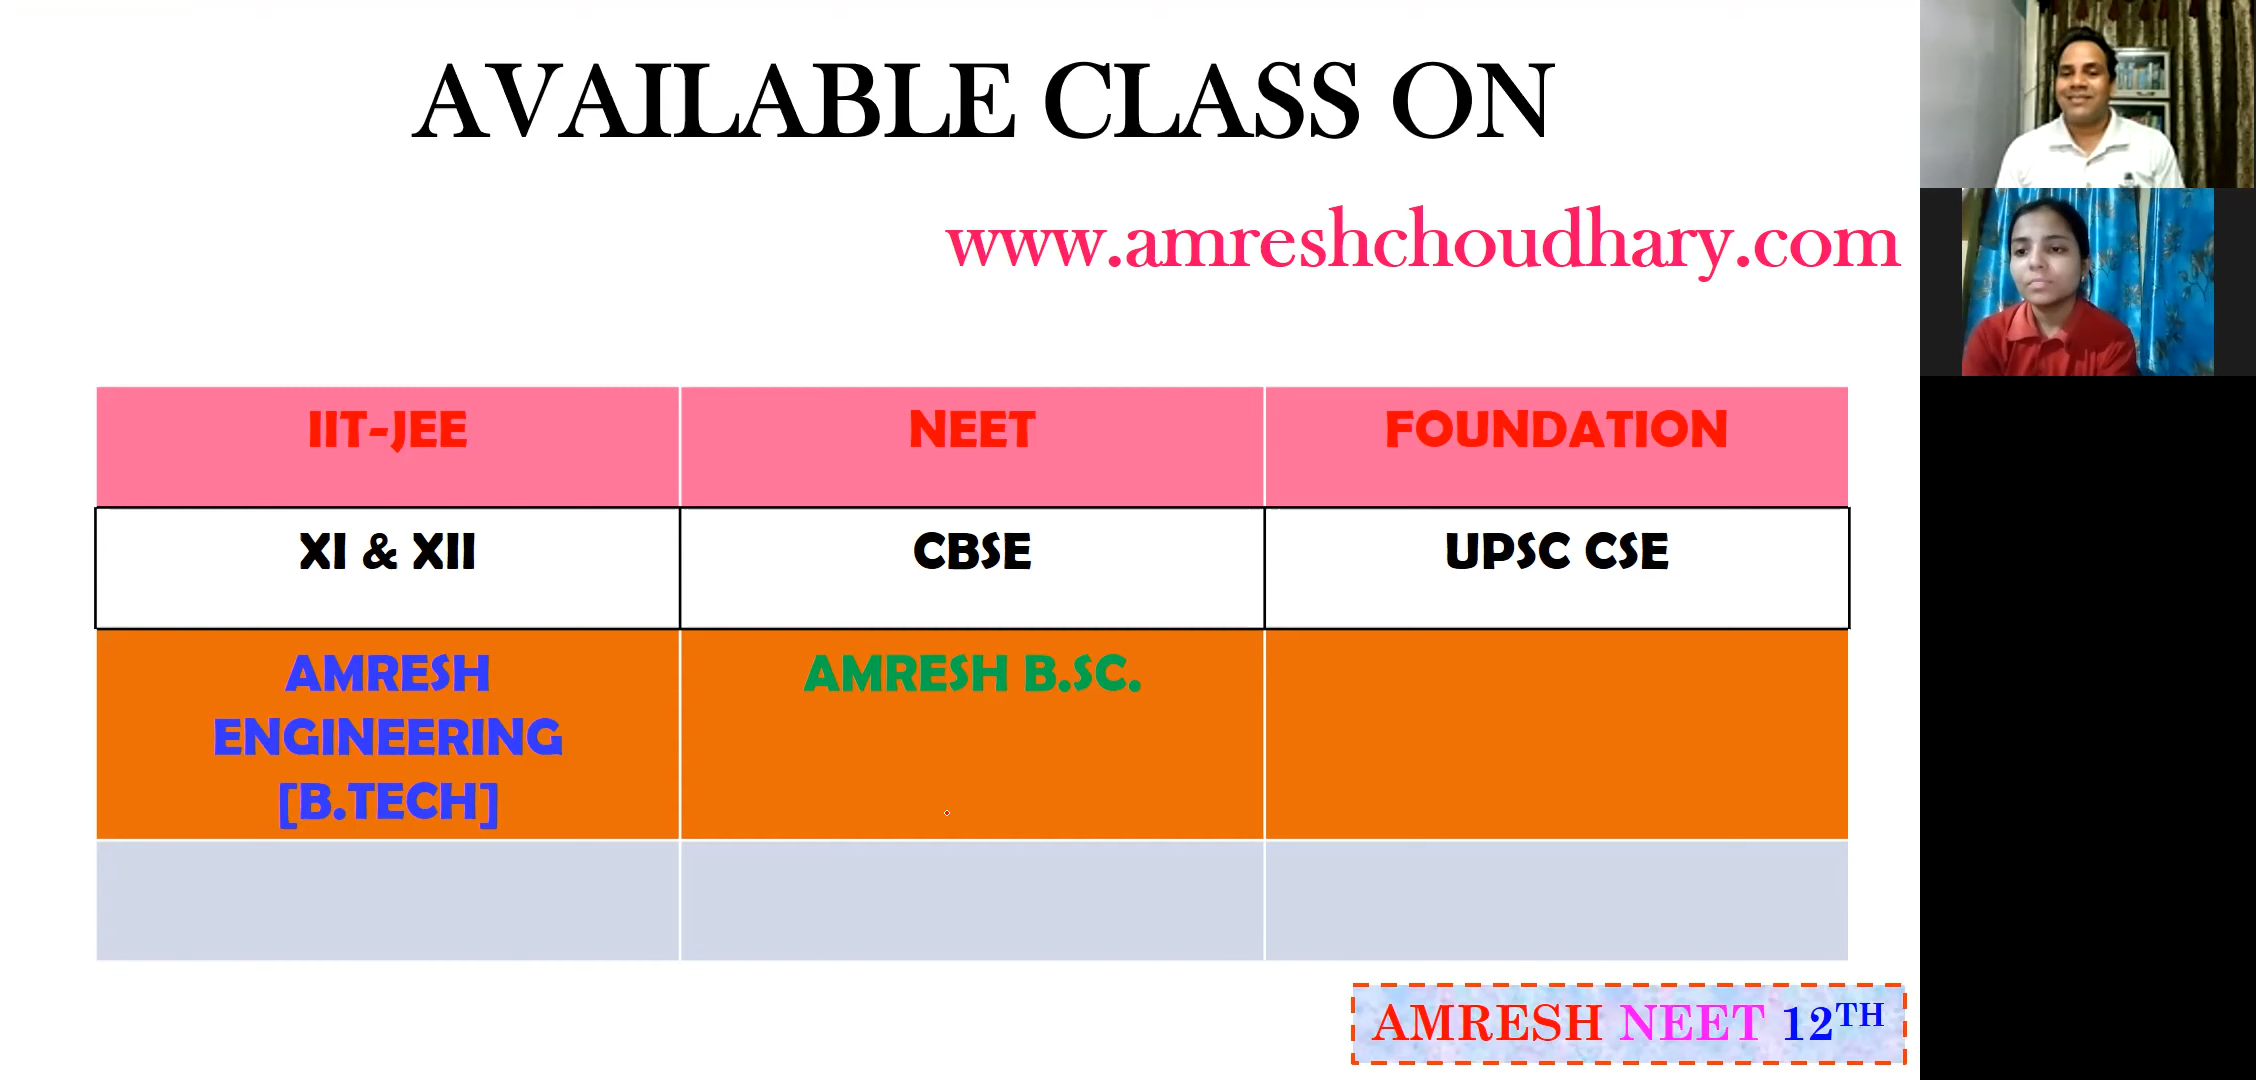 AVAILABLE CLASS ON
www.amreshchoudhary.com
IIT-JEE NEET FOUNDATION
XI & XII CBSE UPSC CSE
AMRESH AMRESH B.SC.
ENGINEERING
[B.TECH]
AMRESH NEET 12TH